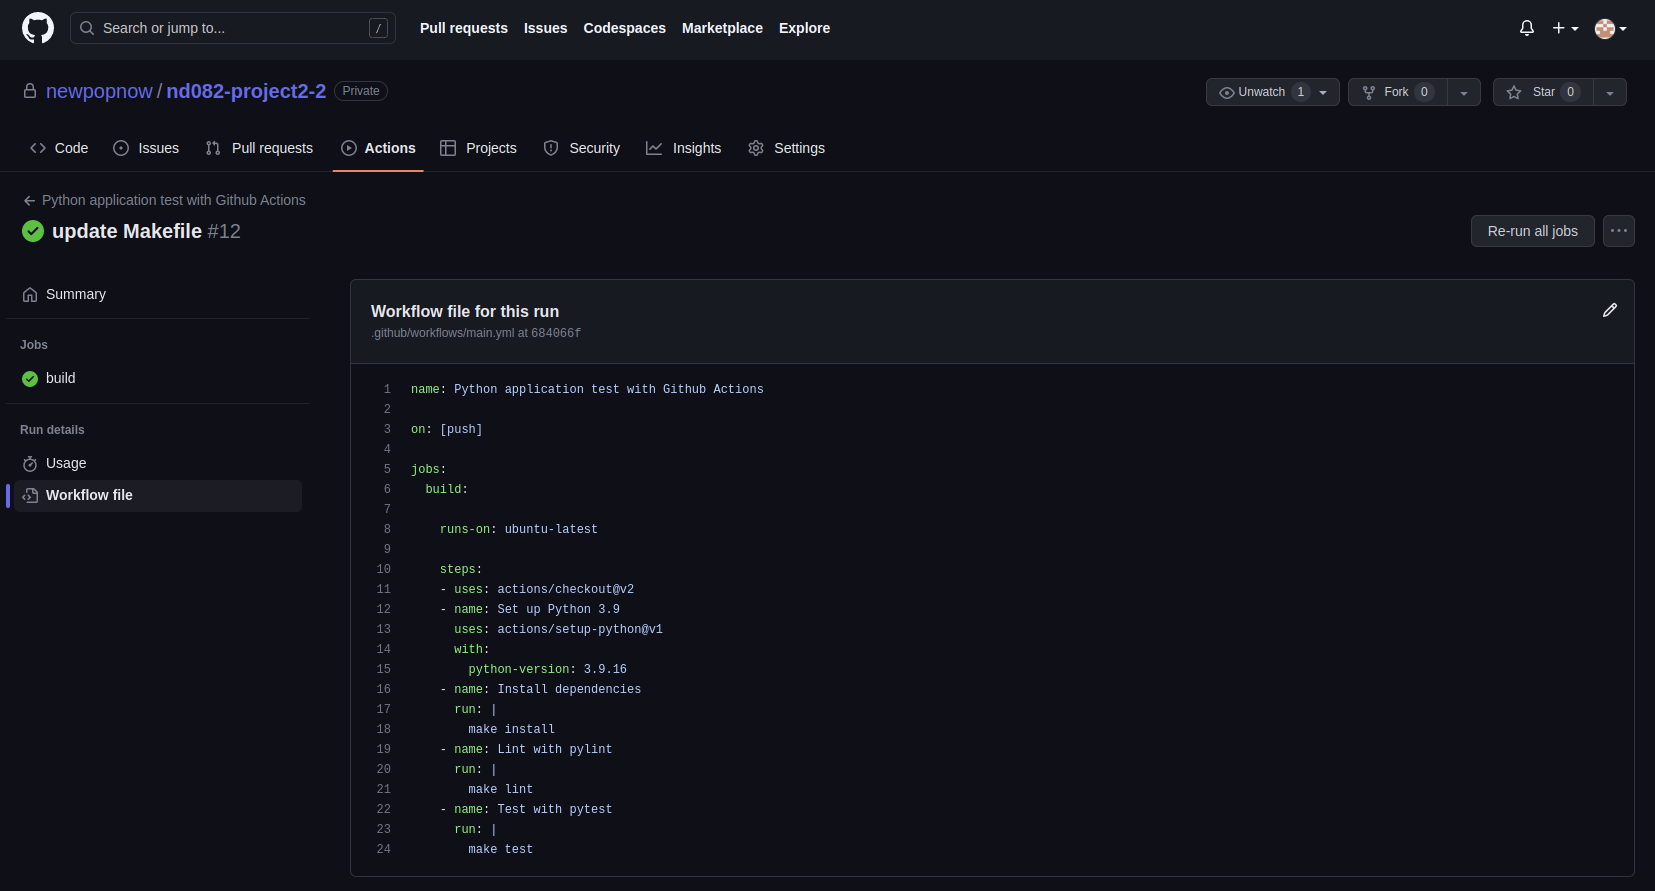 Search or jump to... /
Pull requests Issues Codespaces Marketplace Explore
newpopnow / nd082-project2-2 Private
Unwatch 1 Fork 0 Star 0
Code Issues Pull requests Actions Projects Security Insights Settings
Python application test with Github Actions
update Makefile #12
Re-run all jobs
Summary
Jobs
build
Run details
Usage
Workflow file
Workflow file for this run
.github/workflows/main.yml at 684066f
1 name: Python application test with Github Actions
2
3 on: [push]
4
5 jobs:
6   build:
7
8     runs-on: ubuntu-latest
9
10     steps:
11     - uses: actions/checkout@v2
12     - name: Set up Python 3.9
13       uses: actions/setup-python@v1
14       with:
15         python-version: 3.9.16
16     - name: Install dependencies
17       run: |
18         make install
19     - name: Lint with pylint
20       run: |
21         make lint
22     - name: Test with pytest
23       run: |
24         make test